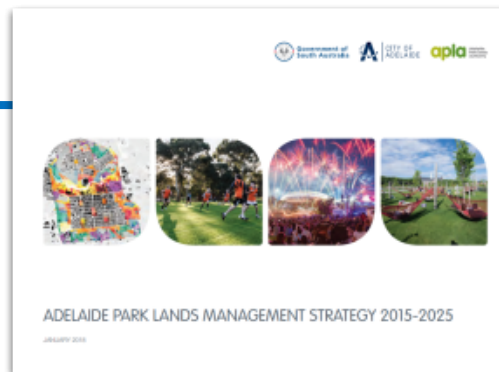 Government of
South Australia
CITY OF
ADELAIDE
apla
ADELAIDE PARK LANDS MANAGEMENT STRATEGY 2015-2025